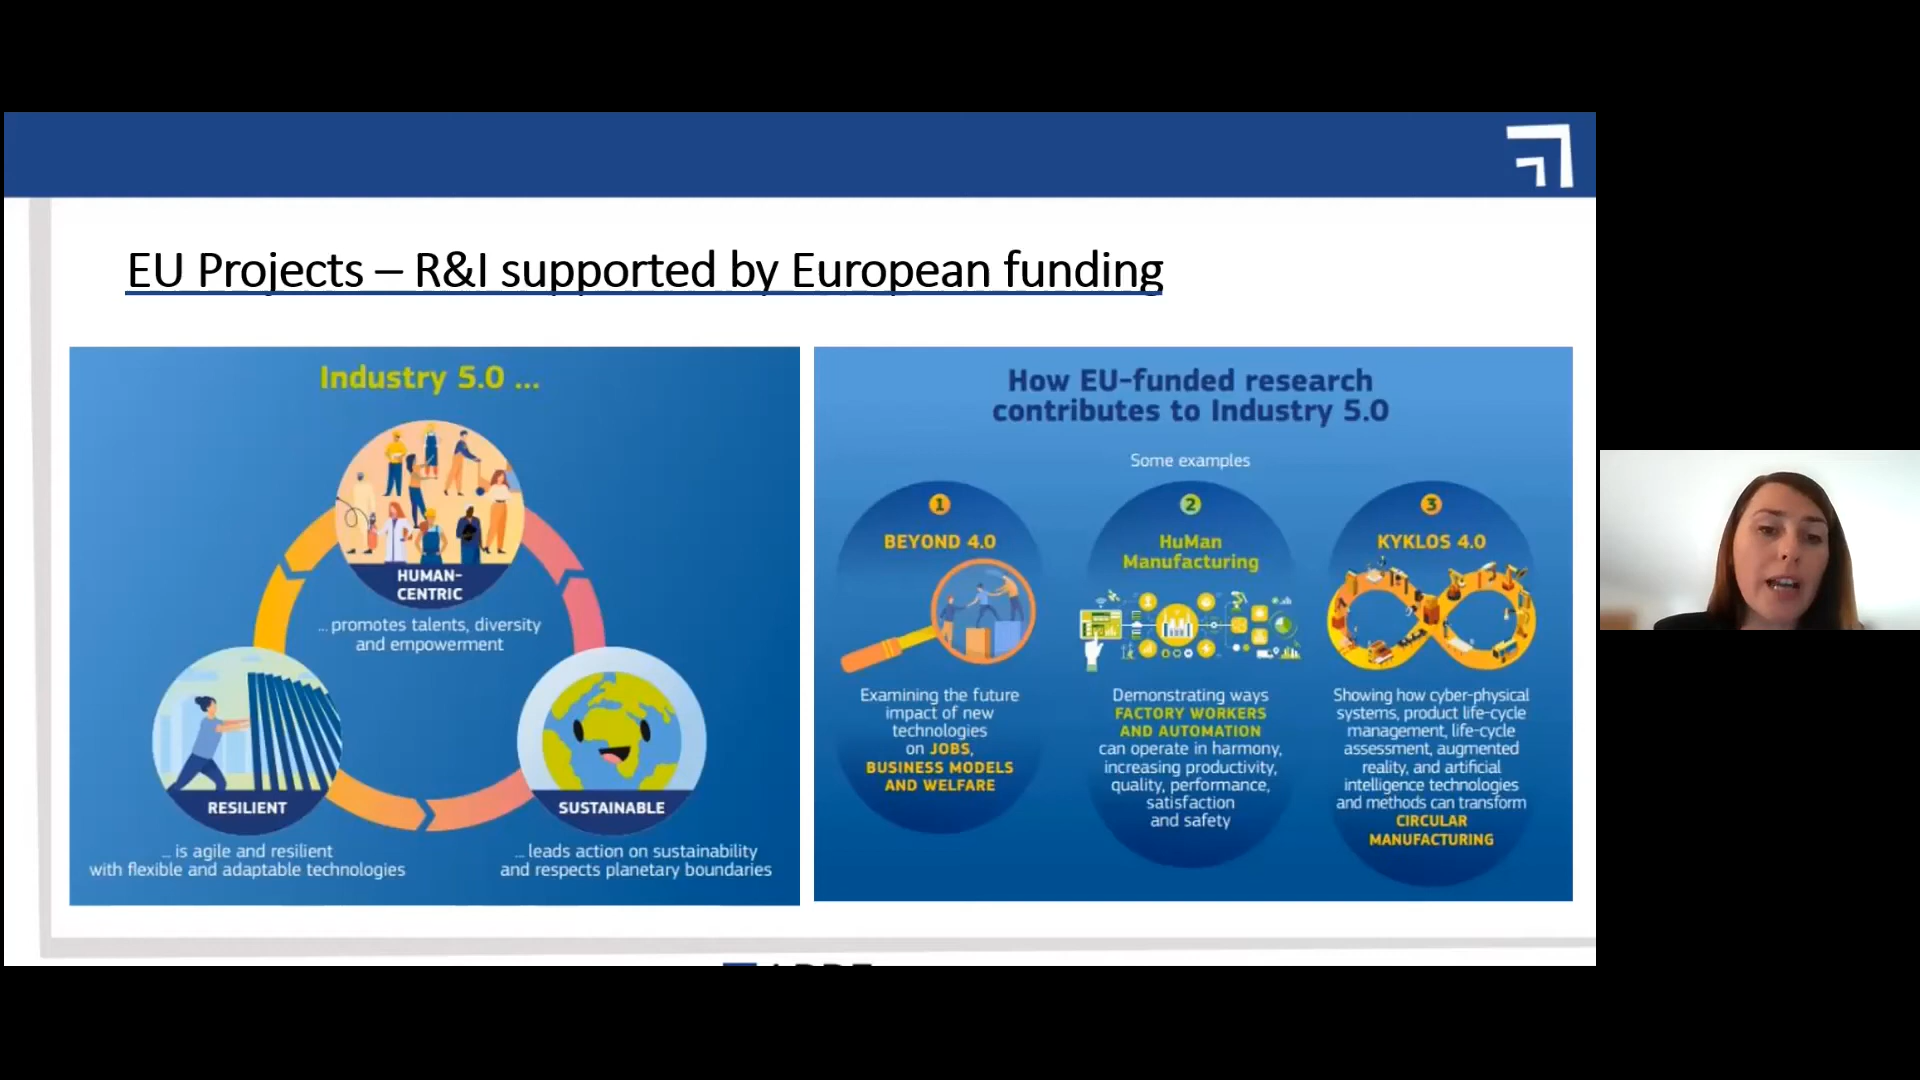 EU Projects – R&I supported by European funding
Industry 5.0 ...
HUMAN-
CENTRIC
... promotes talents, diversity
and empowerment
RESILIENT
... is agile and resilient
with flexible and adaptable technologies
SUSTAINABLE
... leads action on sustainability
and respects planetary boundaries
How EU-funded research
contributes to Industry 5.0
Some examples
1
BEYOND 4.0
Examining the future
impact of new
technologies
on JOBS,
BUSINESS MODELS
AND WELFARE
2
HuMan
Manufacturing
Demonstrating ways
FACTORY WORKERS
AND AUTOMATION
can operate in harmony,
increasing productivity,
quality, performance,
satisfaction
and safety
3
KYKLOS 4.0
Showing how cyber-physical
systems, product life-cycle
management, life-cycle
assessment, augmented
reality, and artificial
intelligence technologies
and methods can transform
CIRCULAR
MANUFACTURING